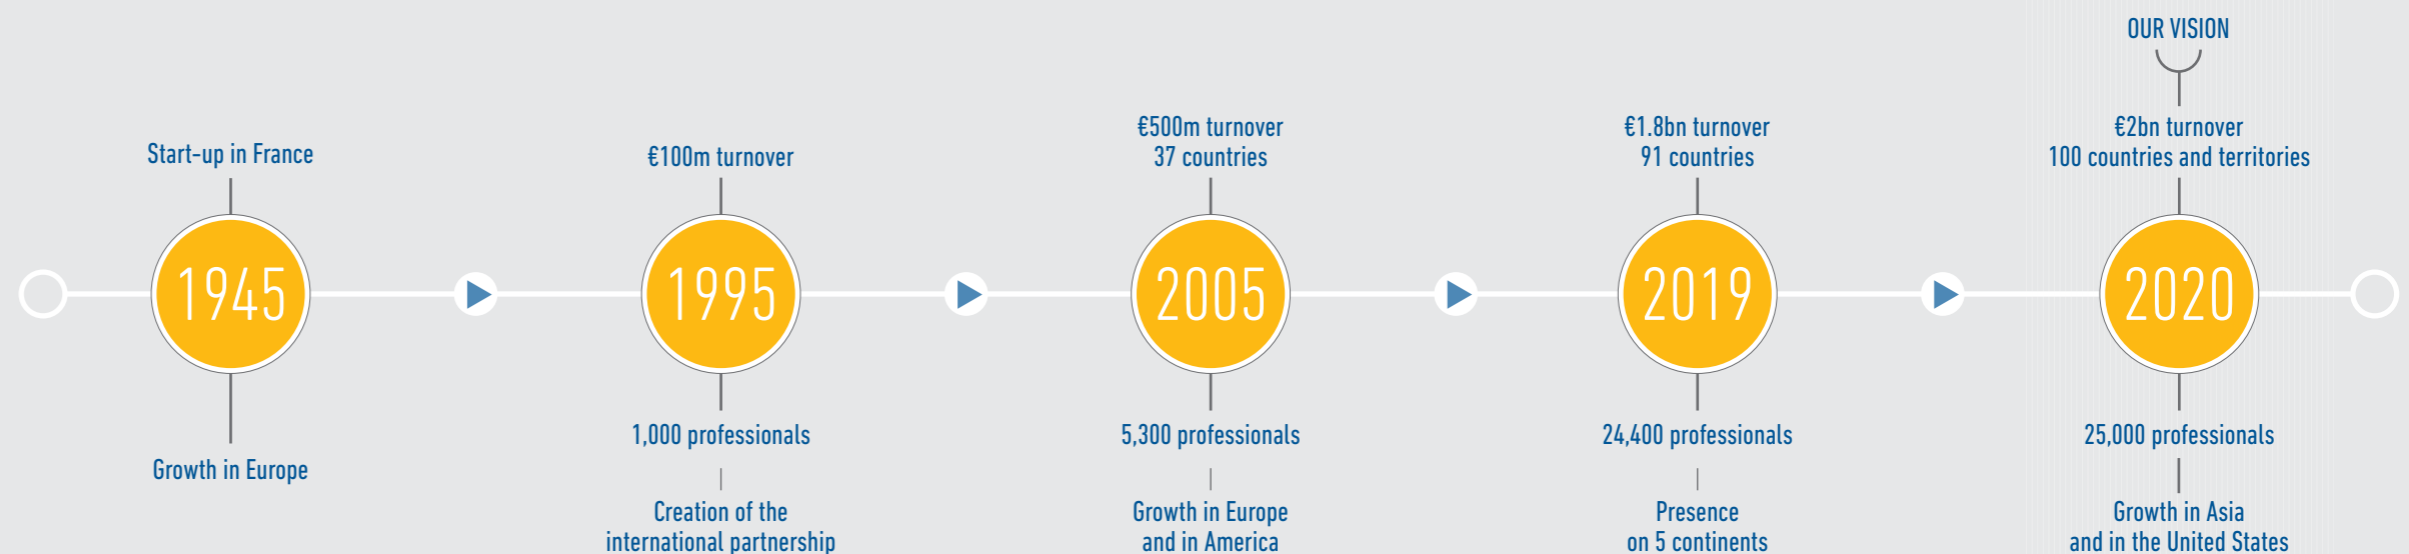 Start-up in France
1945
Growth in Europe
€100m turnover
1995
1,000 professionals
Creation of the
international partnership
€500m turnover
37 countries
2005
5,300 professionals
Growth in Europe
and in America
€1.8bn turnover
91 countries
2019
24,400 professionals
Presence
on 5 continents
OUR VISION
€2bn turnover
100 countries and territories
2020
25,000 professionals
Growth in Asia
and in the United States